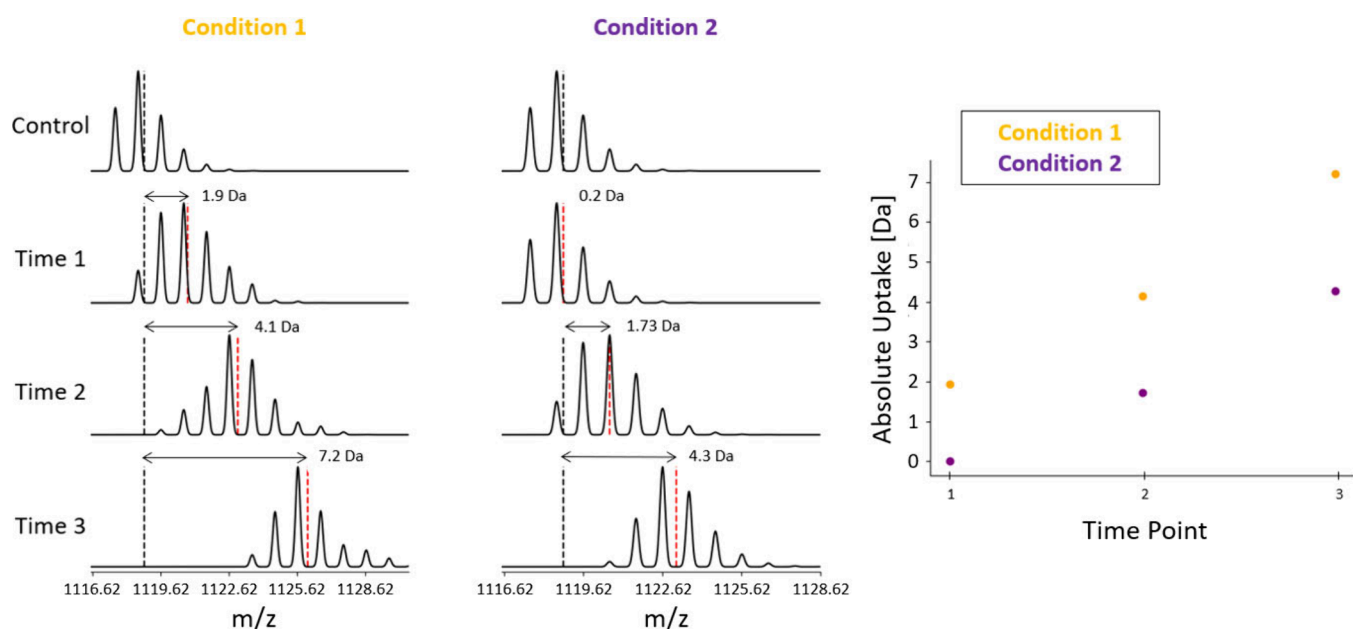 Condition 1
Condition 2
Control
1.9 Da
0.2 Da
Time 1
4.1 Da
1.73 Da
Time 2
7.2 Da
4.3 Da
Time 3
1116.62 1119.62 1122.62 1125.62 1128.62
m/z
1116.62 1119.62 1122.62 1125.62 1128.62
m/z
Condition 1
Condition 2
Absolute Uptake [Da]
7
6
5
4
3
2
1
0
1 2 3
Time Point